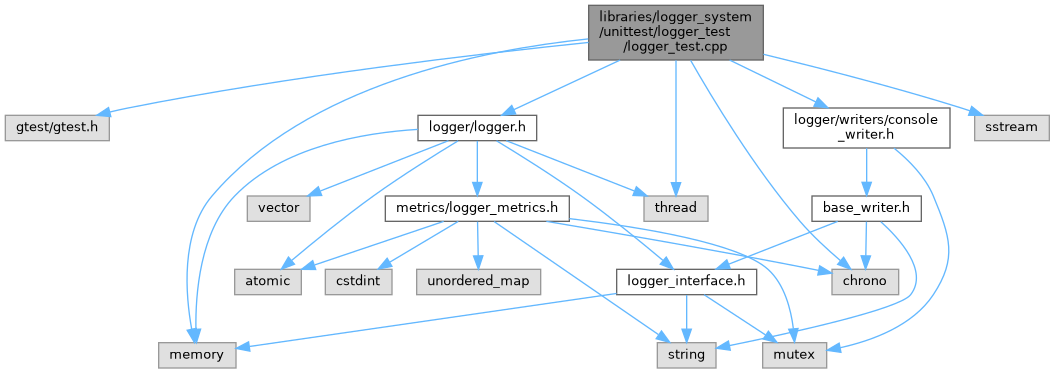 libraries/logger_system
/unittest/logger_test
/logger_test.cpp
gtest/gtest.h
logger/logger.h
logger/writers/console
_writer.h
sstream
vector
metrics/logger_metrics.h
thread
base_writer.h
atomic
cstdint
unordered_map
logger_interface.h
chrono
memory
string
mutex